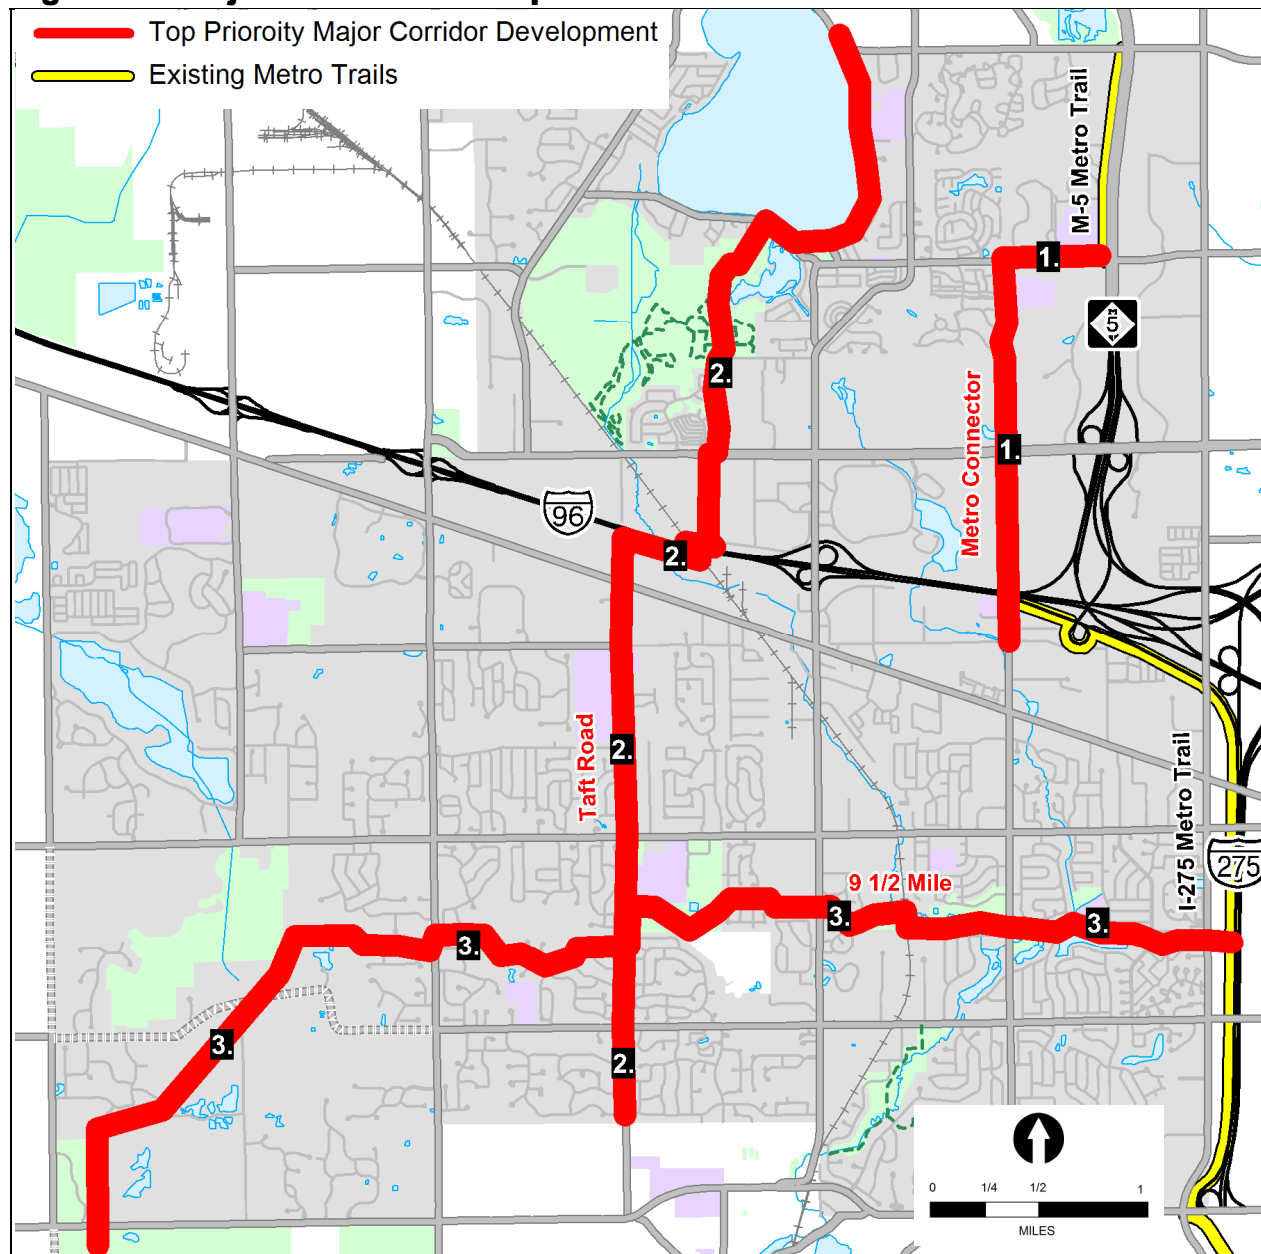 Top Prioroity Major Corridor Development
Existing Metro Trails
M-5 Metro Trail
1.
5
2.
Metro Connector
1.
96
2.
Taft Road
2.
I-275 Metro Trail
275
9 1/2 Mile
3.
3.
3.
3.
2.
0 1/4 1/2 1
MILES